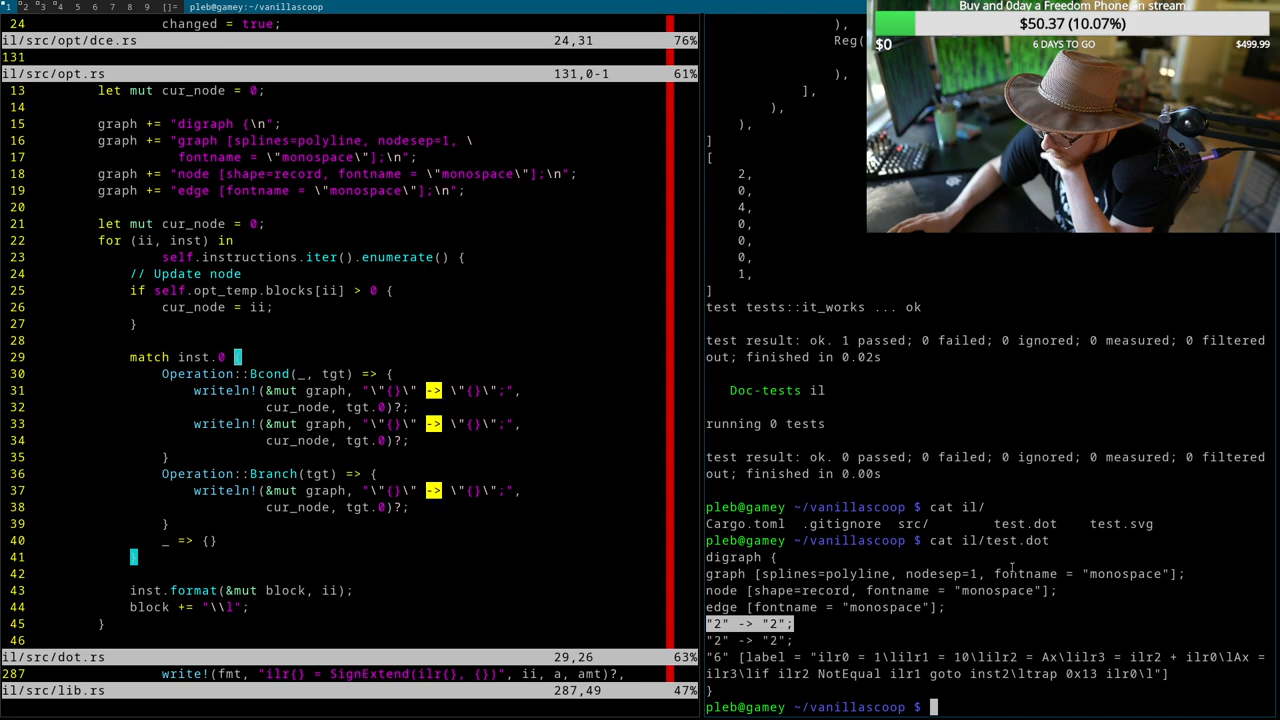 1 2 3 4 5 6 7 8 9 []= pleb@gamey:~/vanillascoop
24 changed = true;
il/src/opt/dce.rs 24,31 76%
131
il/src/opt.rs 131,0-1 61%
13 let mut cur_node = 0;
14
15 graph += "digraph {\n";
16 graph += "graph [splines=polyline, nodesep=1, \
17 fontname = \"monospace\"];\n";
18 graph += "node [shape=record, fontname = \"monospace\"];\n";
19 graph += "edge [fontname = \"monospace\"];\n";
20
21 let mut cur_node = 0;
22 for (ii, inst) in
23 self.instructions.iter().enumerate() {
24 // Update node
25 if self.opt_temp.blocks[ii] > 0 {
26 cur_node = ii;
27 }
28
29 match inst.0 {
30 Operation::Bcond(_, tgt) => {
31 writeln!(&mut graph, "\"{}\" -> \"{}\";",
32 cur_node, tgt.0)?;
33 writeln!(&mut graph, "\"{}\" -> \"{}\";",
34 cur_node, tgt.0)?;
35 }
36 Operation::Branch(tgt) => {
37 writeln!(&mut graph, "\"{}\" -> \"{}\";",
38 cur_node, tgt.0)?;
39 }
40 _ => {}
41 }
42
43 inst.format(&mut block, ii);
44 block += "\\l";
45 }
46
il/src/dot.rs 29,26 63%
287 write!(fmt, "ilr{} = SignExtend(ilr{}, {})", ii, a, amt)?,
il/src/lib.rs 287,49 47%
),
Reg(
),
],
),
),
]
[
2,
0,
4,
0,
0,
0,
1,
]
test tests::it_works ... ok
test result: ok. 1 passed; 0 failed; 0 ignored; 0 measured; 0 filtered
out; finished in 0.02s
Doc-tests il
running 0 tests
test result: ok. 0 passed; 0 failed; 0 ignored; 0 measured; 0 filtered
out; finished in 0.00s
pleb@gamey ~/vanillascoop $ cat il/
Cargo.toml .gitignore src/ test.dot test.svg
pleb@gamey ~/vanillascoop $ cat il/test.dot
digraph {
graph [splines=polyline, nodesep=1, fontname = "monospace"];
node [shape=record, fontname = "monospace"];
edge [fontname = "monospace"];
"2" -> "2";
"2" -> "2";
"6" [label = "ilr0 = 1\lilr1 = 10\lilr2 = Ax\lilr3 = ilr2 + ilr0\lAx =
ilr3\lif ilr2 NotEqual ilr1 goto inst2\ltrap 0x13 ilr0\l"]
}
pleb@gamey ~/vanillascoop $
Buy and 0day a Freedom Phone on stream
$50.37 (10.07%)
$0 6 DAYS TO GO $499.99